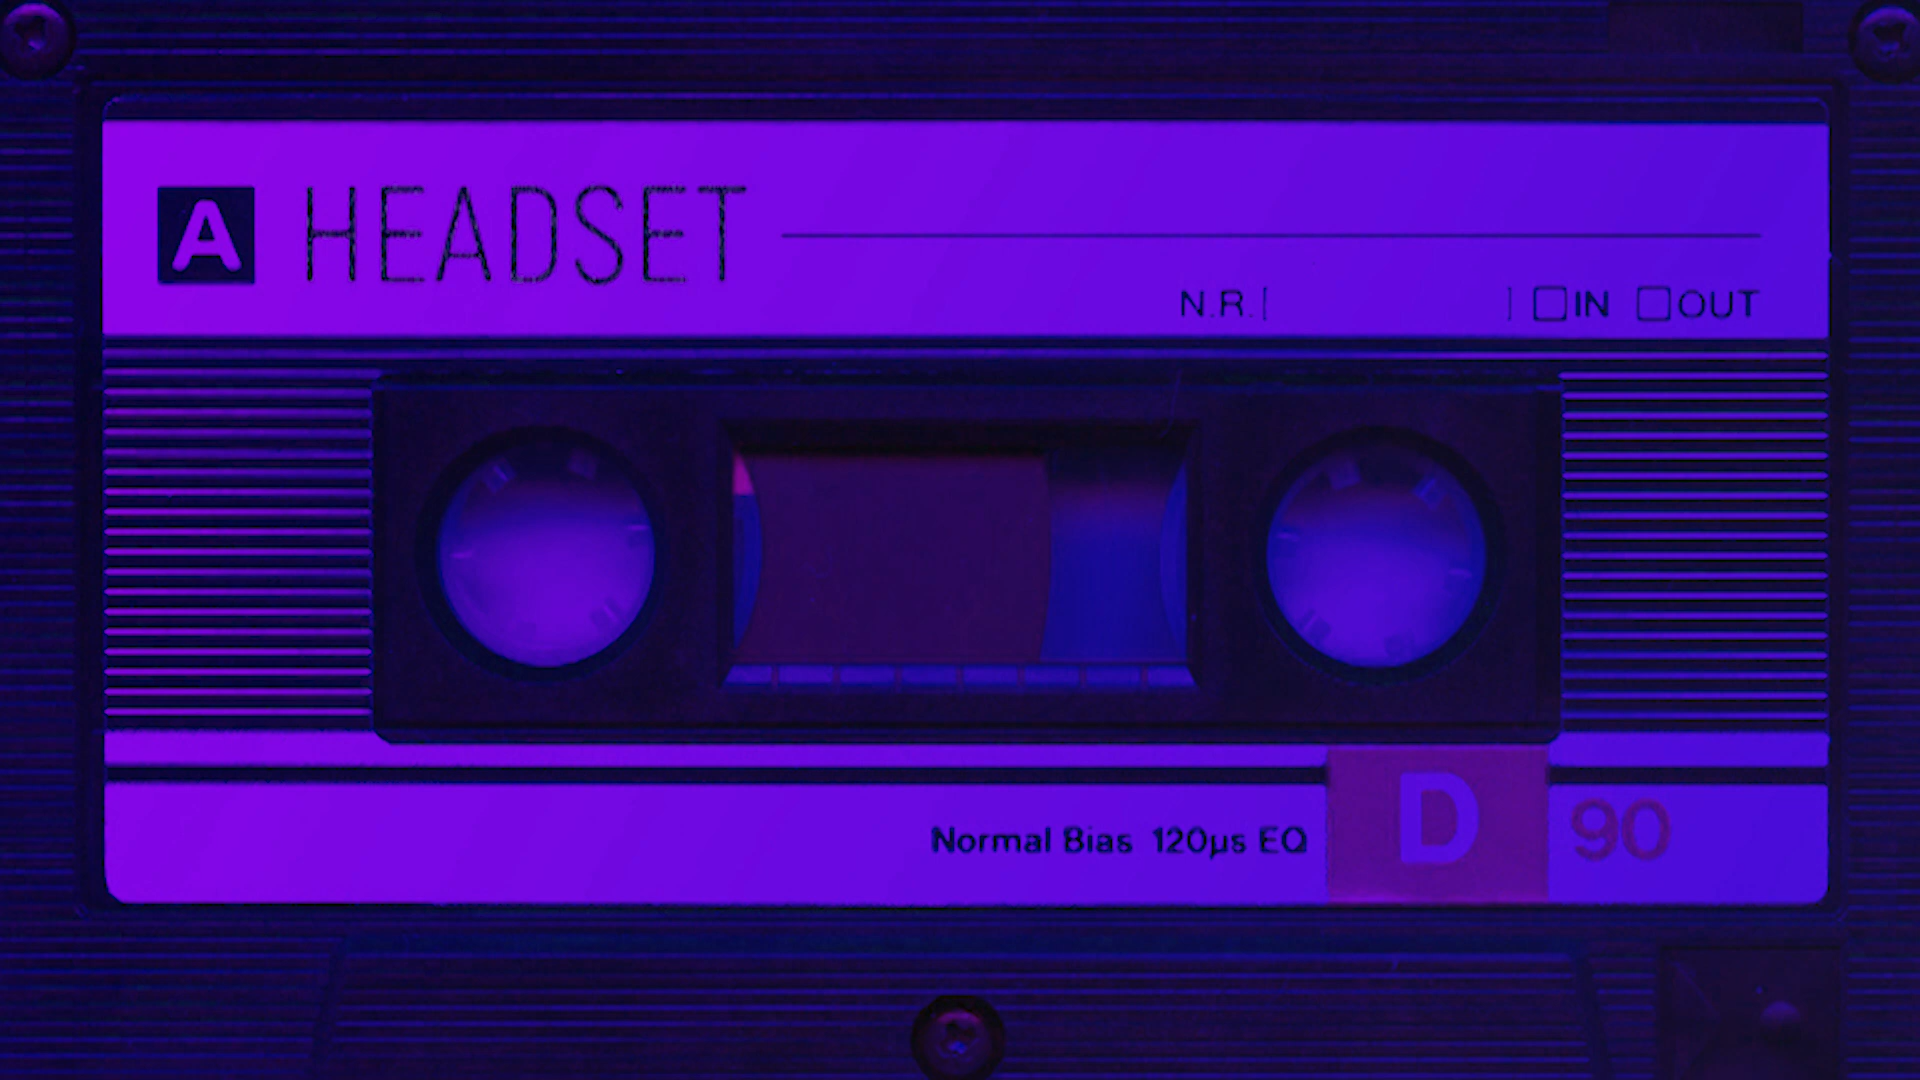 A HEADSET
N.R.[ ] IN OUT
Normal Bias 120µs EQ D 90